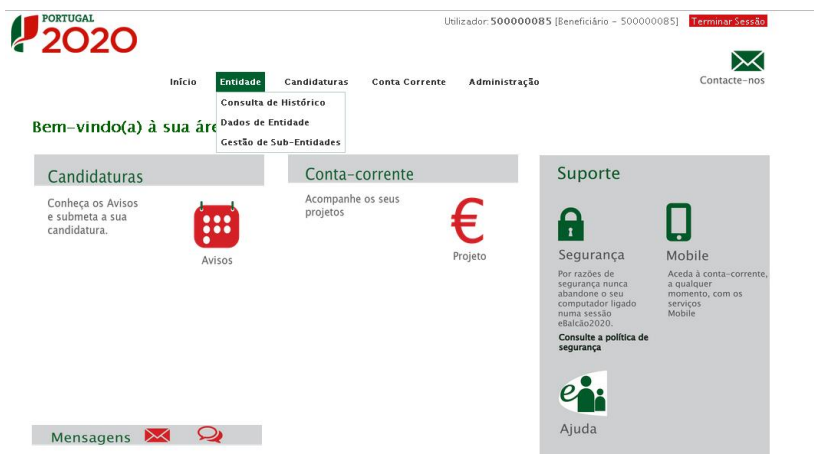 PORTUGAL
2020
Utilizador: 500000085 [Beneficiário - 500000085] Terminar Sessão
Contacte-nos
Início Entidade Candidaturas Conta Corrente Administração
Consulta de Histórico
Dados de Entidade
Gestão de Sub-Entidades
Bem-vindo(a) à sua áre
Candidaturas
Conheça os Avisos
e submeta a sua
candidatura.
Avisos
Conta-corrente
Acompanhe os seus
projetos
€
Projeto
Suporte
Segurança
Por razões de
segurança nunca
abandone o seu
computador ligado
numa sessão
eBalcão2020.
Consulte a política de
segurança
Mobile
Aceda à conta-corrente,
a qualquer
momento, com os
serviços
Mobile
e
Ajuda
Mensagens